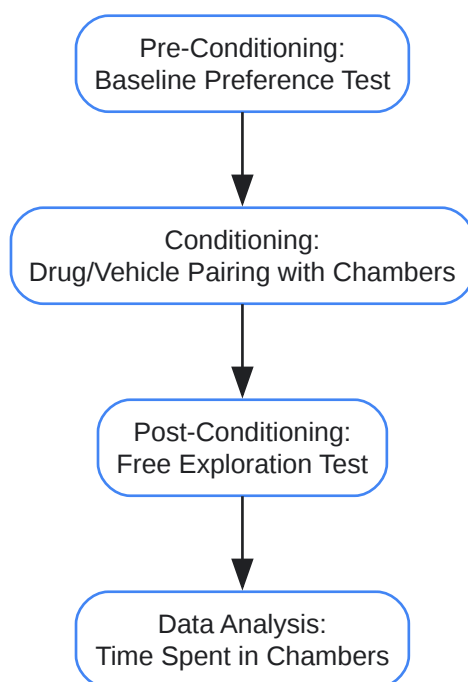 Pre-Conditioning:
Baseline Preference Test
Conditioning:
Drug/Vehicle Pairing with Chambers
Post-Conditioning:
Free Exploration Test
Data Analysis:
Time Spent in Chambers